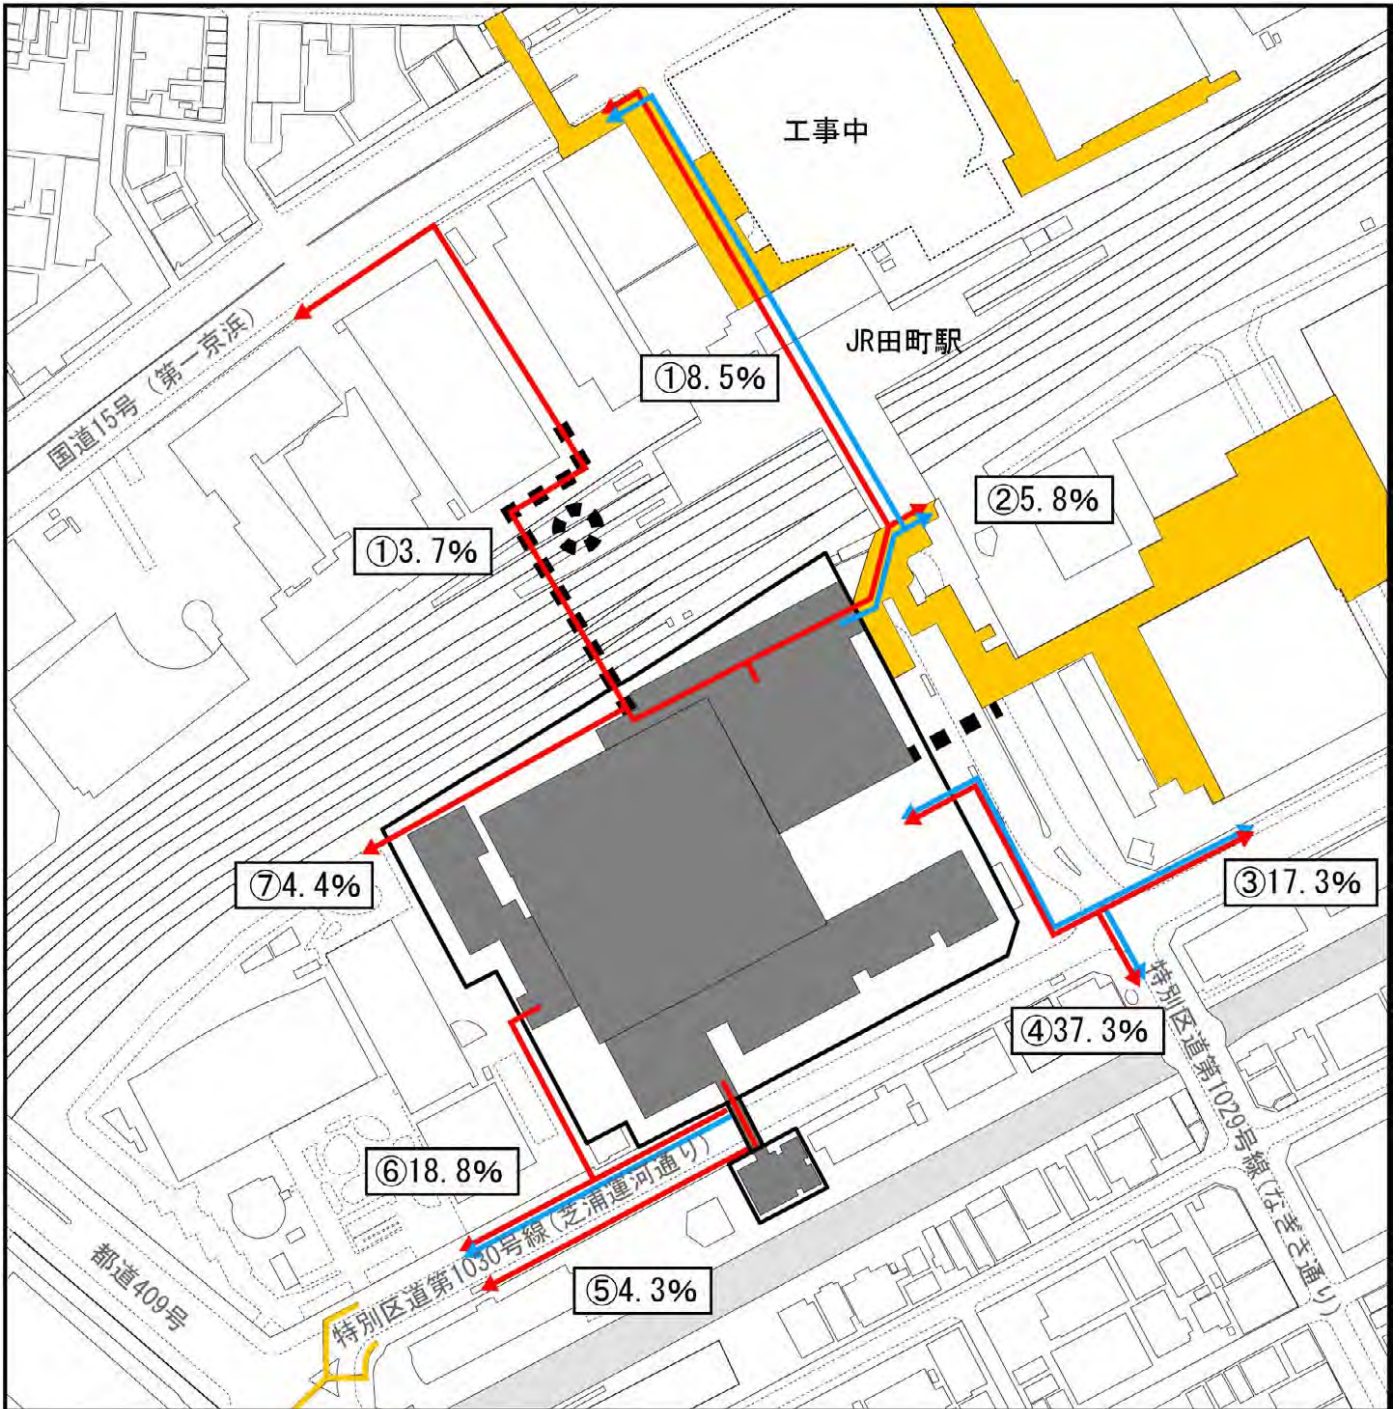 工事中
JR田町駅
①8.5%
国道15号(第一京浜)
②5.8%
①3.7%
⑦4.4%
③17.3%
④37.3%
特別区道第1029号線(なぎさ通り)
⑥18.8%
特別区道第1030号線(芝浦運河通り)
都道409号
⑤4.3%